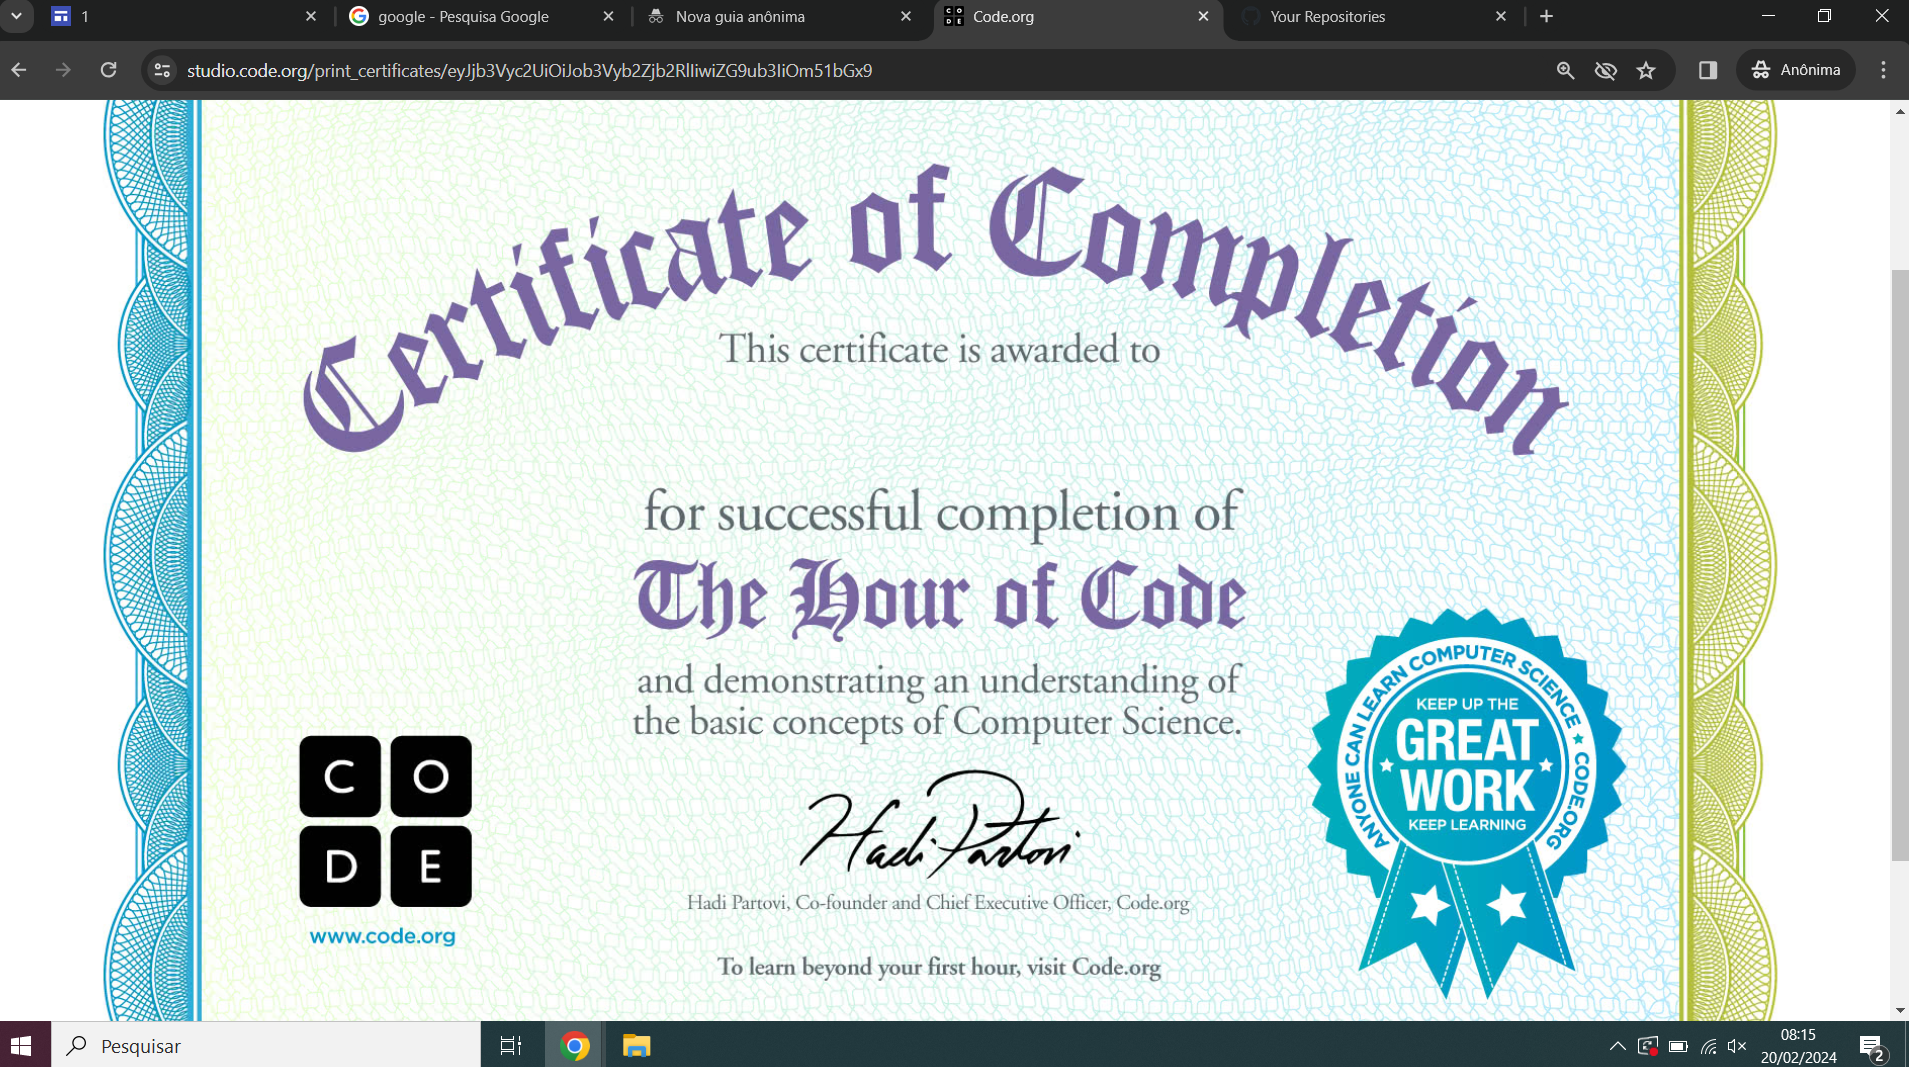 1
google - Pesquisa Google
Nova guia anônima
Code.org
Your Repositories
studio.code.org/print_certificates/eyJjb3Vyc2UiOiJob3Vyb2Zjb2RlIiwiZG9ub3IiOm51bGx9
Anônima
Certificate of Completion
This certificate is awarded to
for successful completion of
The Hour of Code
and demonstrating an understanding of
the basic concepts of Computer Science.
C O
D E
www.code.org
Hadi Partovi
Hadi Partovi, Co-founder and Chief Executive Officer, Code.org
To learn beyond your first hour, visit Code.org
ANYONE CAN LEARN COMPUTER SCIENCE ★ CODE.ORG
KEEP UP THE
GREAT
WORK
KEEP LEARNING
Pesquisar
08:15
20/02/2024
2